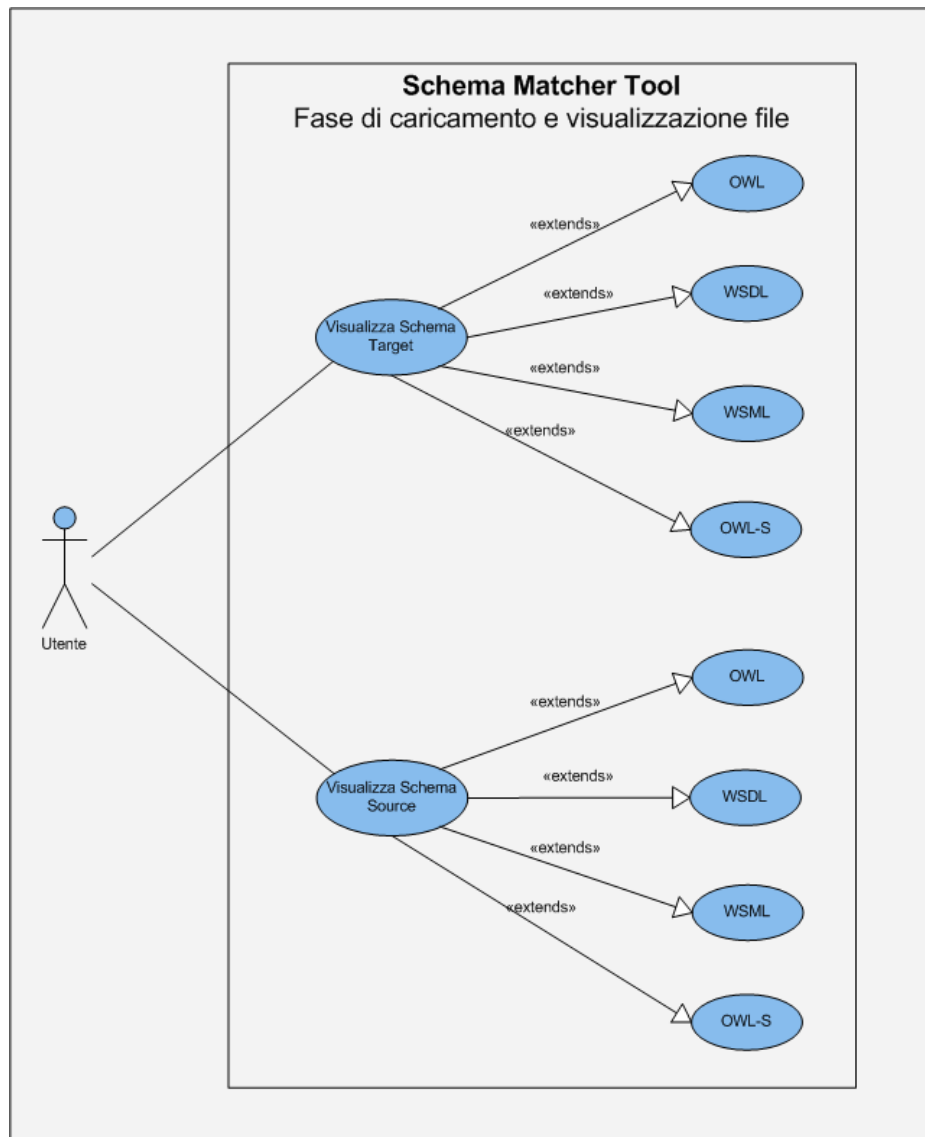 Schema Matcher Tool
Fase di caricamento e visualizzazione file
OWL
«extends»
WSDL
«extends»
Visualizza Schema
Target
«extends»
WSML
«extends»
OWL-S
Utente
OWL
«extends»
WSDL
«extends»
Visualizza Schema
Source
«extends»
WSML
«extends»
OWL-S